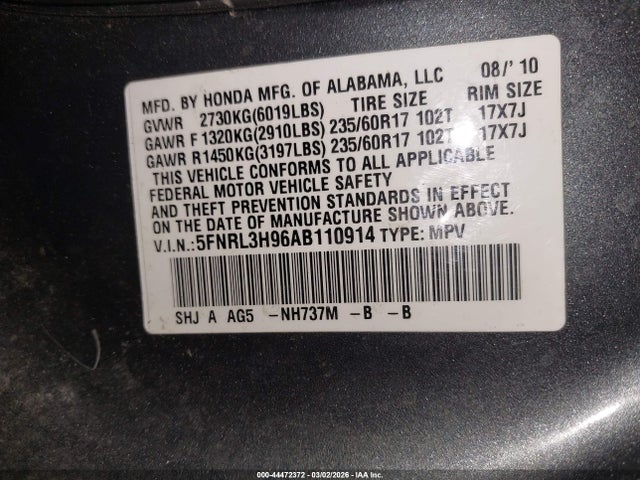 MFD. BY HONDA MFG. OF ALABAMA, LLC 08/' 10
GVWR 2730KG(6019LBS) TIRE SIZE RIM SIZE
GAWR F 1320KG(2910LBS) 235/60R17 102T 17X7J
GAWR R1450KG(3197LBS) 235/60R17 102T 17X7J
THIS VEHICLE CONFORMS TO ALL APPLICABLE
FEDERAL MOTOR VEHICLE SAFETY
AND THEFT PREVENTION STANDARDS IN EFFECT
ON THE DATE OF MANUFACTURE SHOWN ABOVE.
V.I.N.: 5FNRL3H96AB110914 TYPE: MPV
SHJ A AG5 -NH737M -B -B
000-44472372 - 03/02/2026 - IAA Inc.